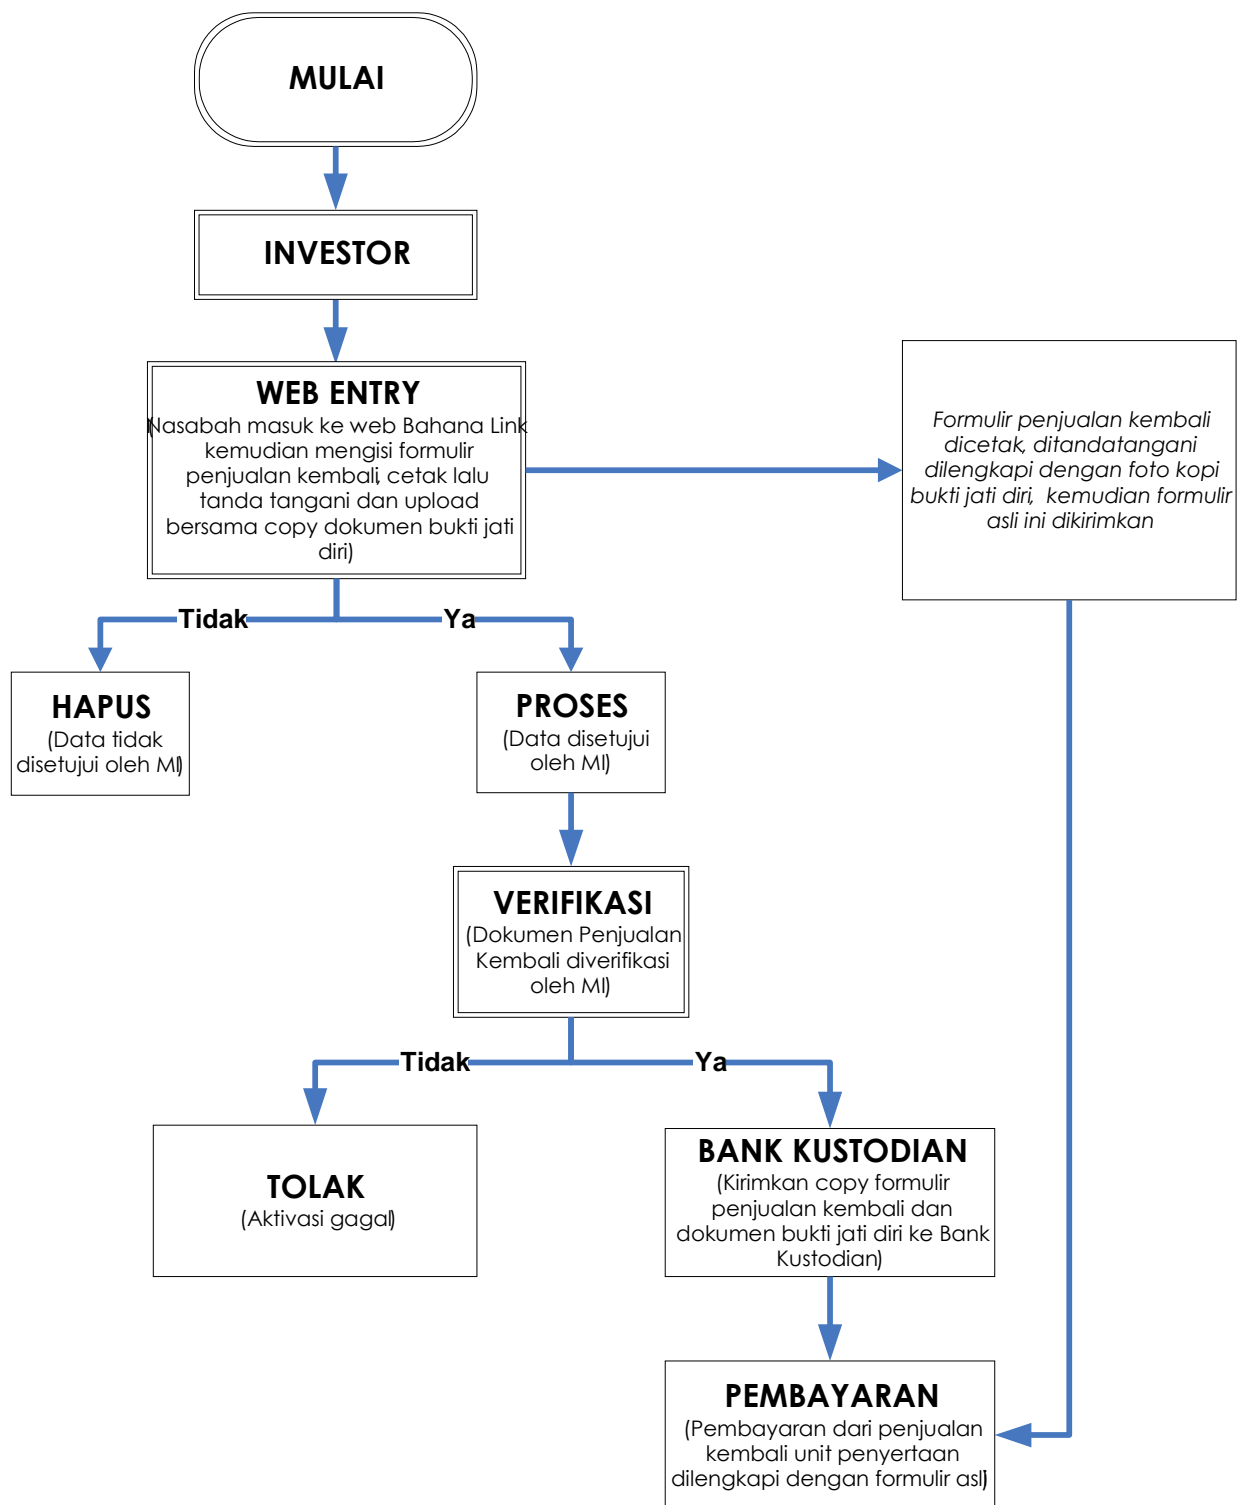 MULAI
INVESTOR
WEB ENTRY
(Nasabah masuk ke web Bahana Link
kemudian mengisi formulir
penjualan kembali, cetak lalu
tanda tangani dan upload
bersama copy dokumen bukti jati
diri)
Formulir penjualan kembali
dicetak, ditandatangani
dilengkapi dengan foto kopi
bukti jati diri, kemudian formulir
asli ini dikirimkan
Tidak
Ya
HAPUS
(Data tidak
disetujui oleh MI)
PROSES
(Data disetujui
oleh MI)
VERIFIKASI
(Dokumen Penjualan
Kembali diverifikasi
oleh MI)
Tidak
Ya
TOLAK
(Aktivasi gagal)
BANK KUSTODIAN
(Kirimkan copy formulir
penjualan kembali dan
dokumen bukti jati diri ke Bank
Kustodian)
PEMBAYARAN
(Pembayaran dari penjualan
kembali unit penyertaan
dilengkapi dengan formulir asli)